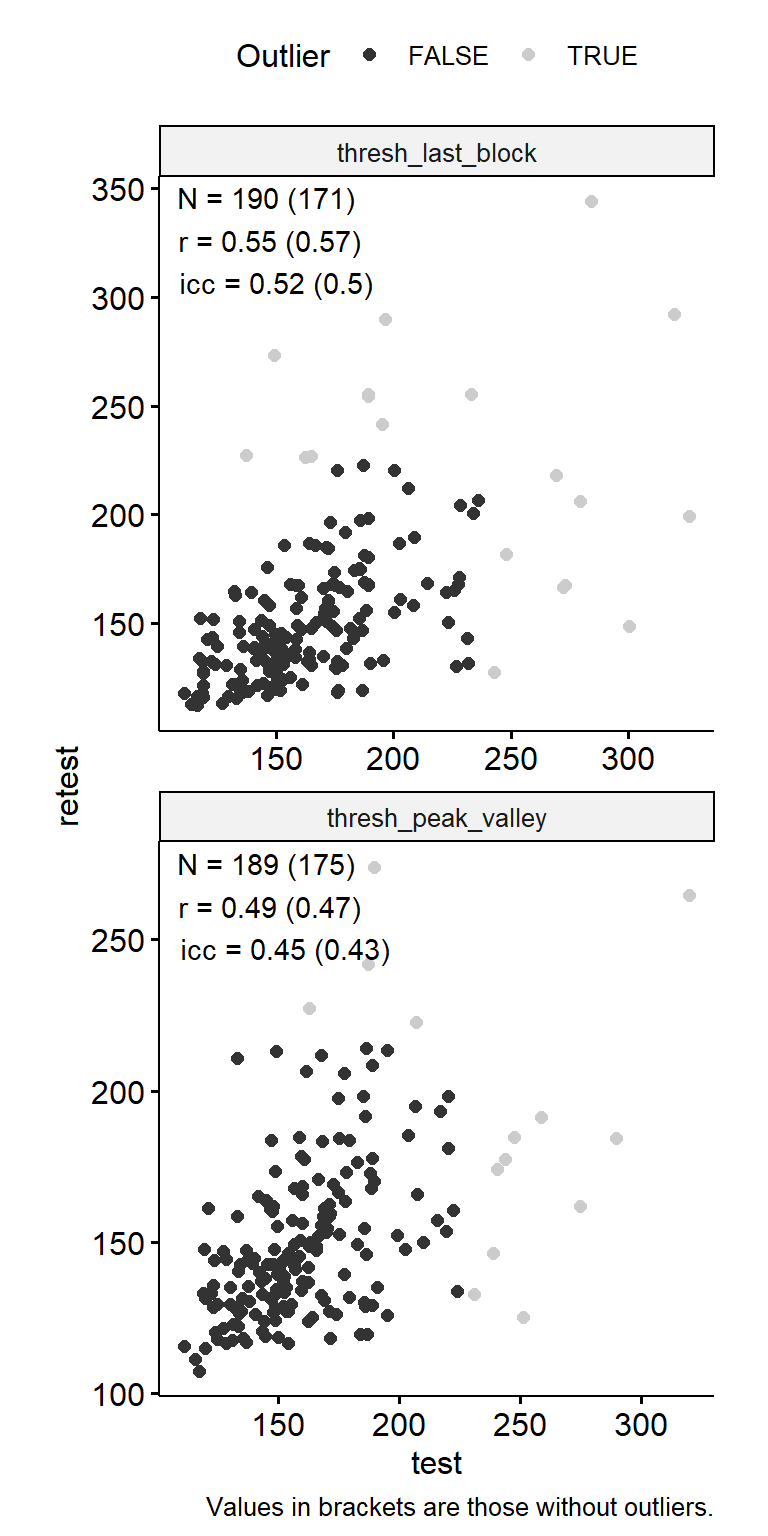 Outlier FALSE TRUE
thresh_last_block
N = 190 (171)
r = 0.55 (0.57)
icc = 0.52 (0.5)
350
300
250
200
150
150 200 250 300
retest
thresh_peak_valley
N = 189 (175)
r = 0.49 (0.47)
icc = 0.45 (0.43)
250
200
150
100
150 200 250 300
test
Values in brackets are those without outliers.